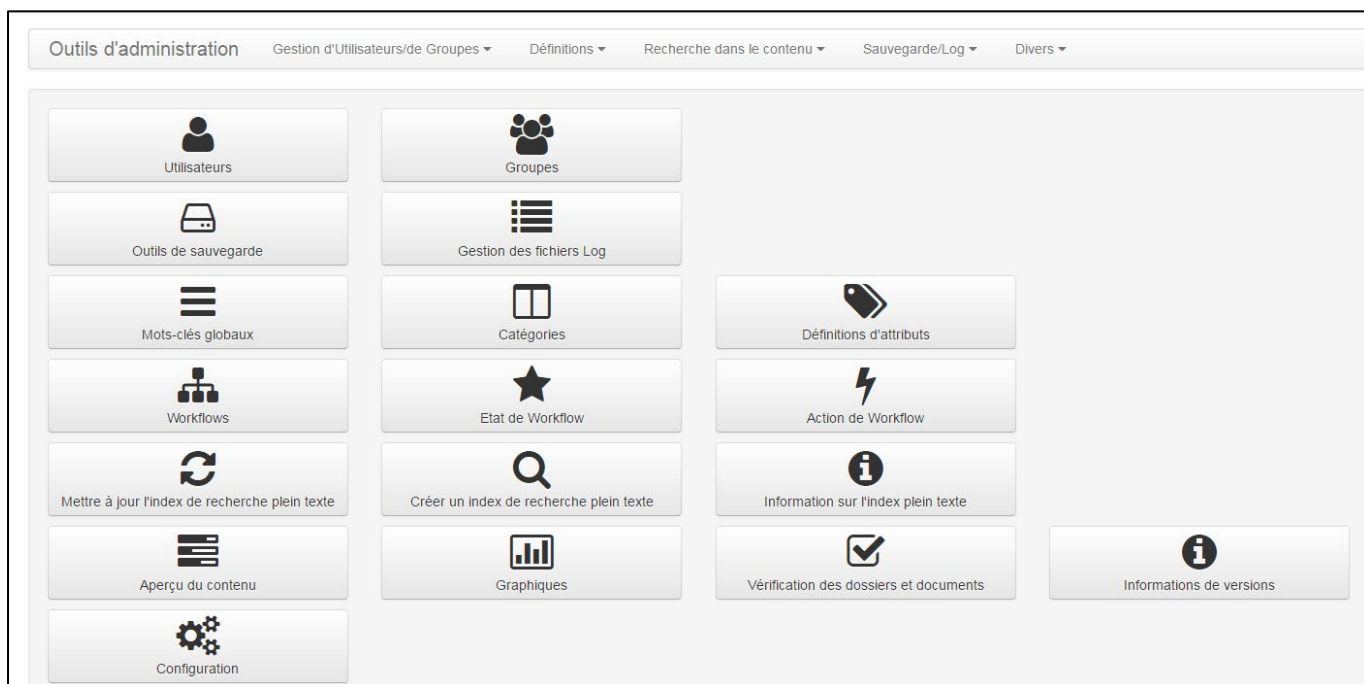 Outils d'administration Gestion d'Utilisateurs/de Groupes Définitions Recherche dans le contenu Sauvegarde/Log Divers
Utilisateurs Groupes
Outils de sauvegarde Gestion des fichiers Log
Mots-clés globaux Catégories Définitions d'attributs
Workflows Etat de Workflow Action de Workflow
Mettre à jour l'index de recherche plein texte Créer un index de recherche plein texte Information sur l'index plein texte
Aperçu du contenu Graphiques Vérification des dossiers et documents Informations de versions
Configuration